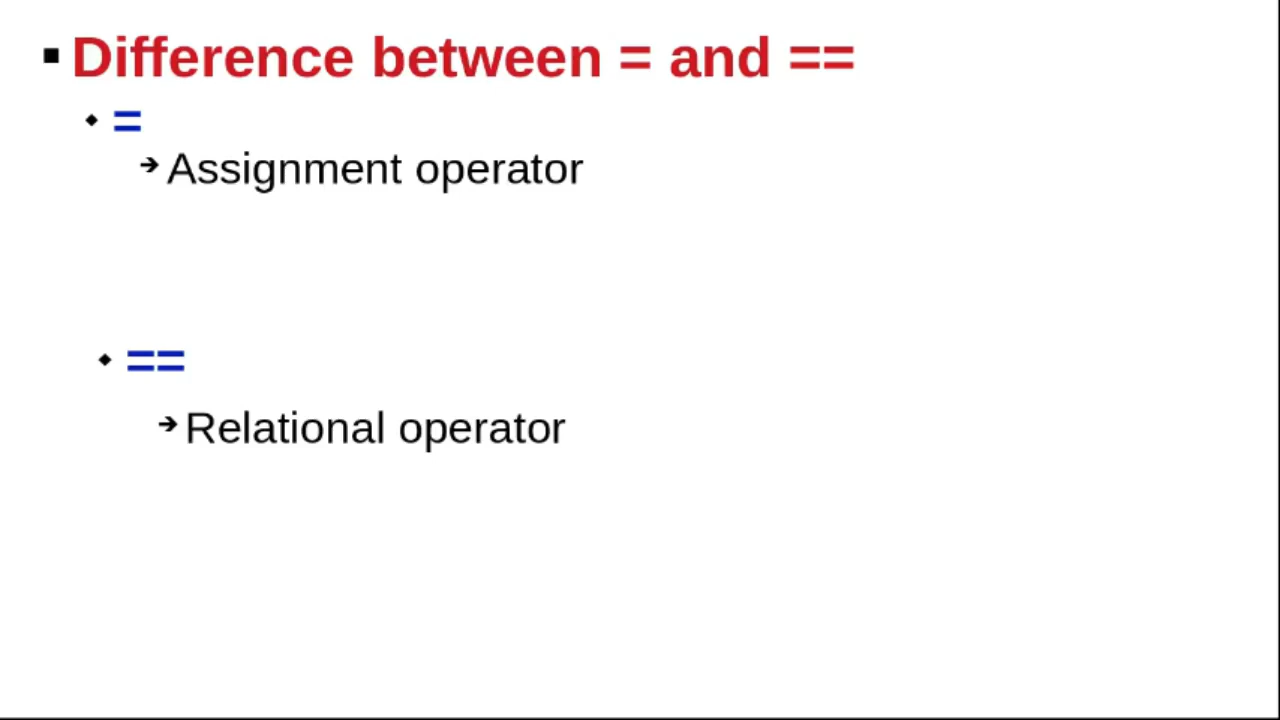 ▪ Difference between = and ==
◆ =
➔ Assignment operator
◆ ==
➔ Relational operator